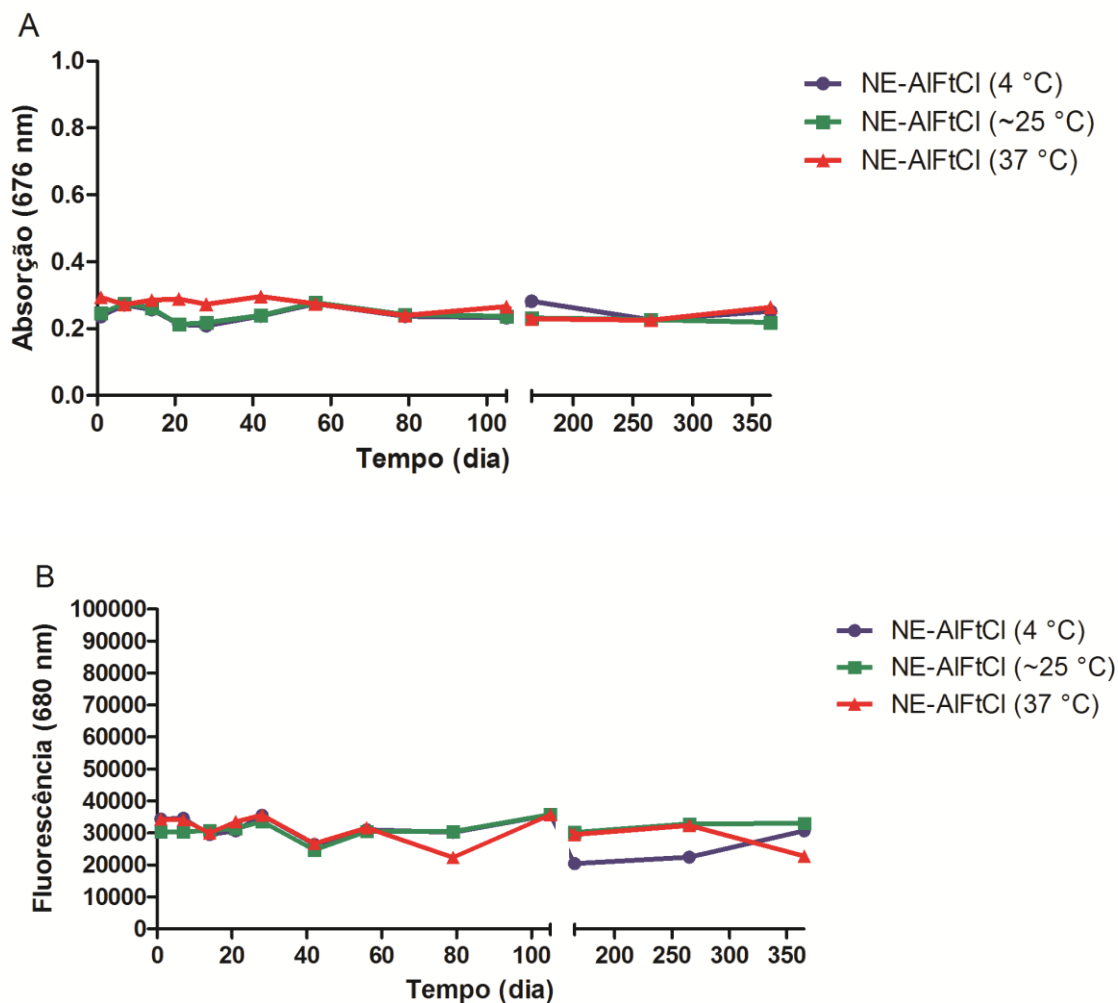 A
Absorção (676 nm)
1.0
0.8
0.6
0.4
0.2
0.0
0 20 40 60 80 100 200 250 300 350
Tempo (dia)
NE-AlFtCl (4 °C)
NE-AlFtCl (~25 °C)
NE-AlFtCl (37 °C)
B
Fluorescência (680 nm)
100000
90000
80000
70000
60000
50000
40000
30000
20000
10000
0
0 20 40 60 80 100 200 250 300 350
Tempo (dia)
NE-AlFtCl (4 °C)
NE-AlFtCl (~25 °C)
NE-AlFtCl (37 °C)